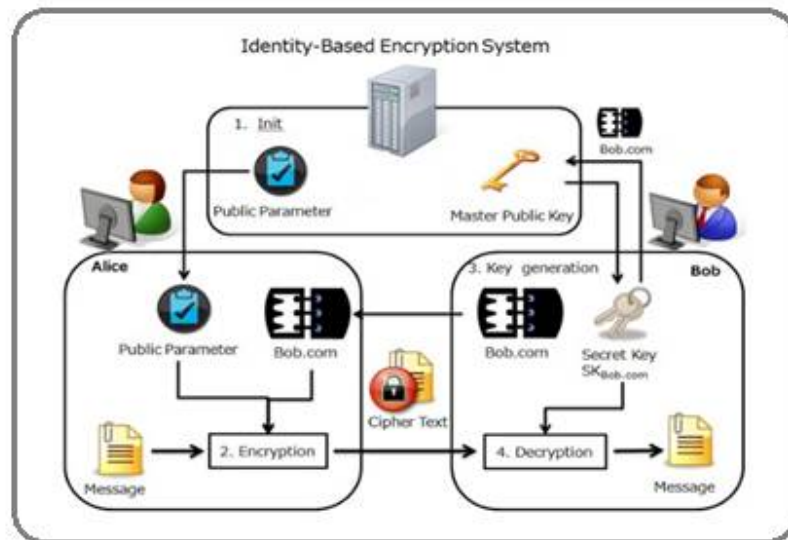 Identity-Based Encryption System
1. Init
Public Parameter
Master Public Key
Bob.com
Alice
Public Parameter
Bob.com
Cipher Text
Message
2. Encryption
Bob
3. Key generation
Bob.com
Secret Key
SKBob.com
4. Decryption
Message